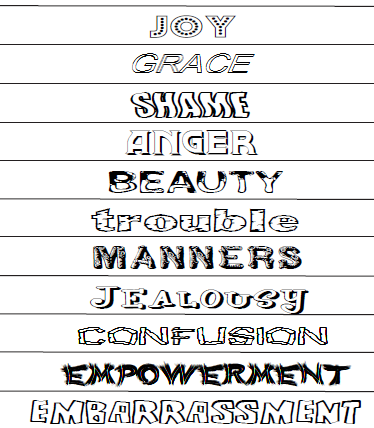 JOY
GRACE
SHAME
ANGER
BEAUTY
trouble
MANNERS
JEALOUSY
CONFUSION
EMPOWERMENT
EMBARRASSMENT